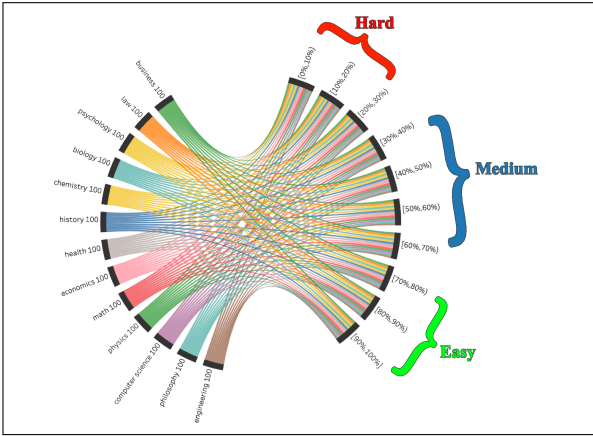 Hard
[0%,10%)
[10%,20%)
[20%,30%)
[30%,40%)
[40%,50%)
[50%,60%)
[60%,70%)
[70%,80%)
[80%,90%)
[90%,100%]
Medium
Easy
business 100
law 100
psychology 100
biology 100
chemistry 100
history 100
health 100
economics 100
math 100
physics 100
computer science 100
philosophy 100
engineering 100